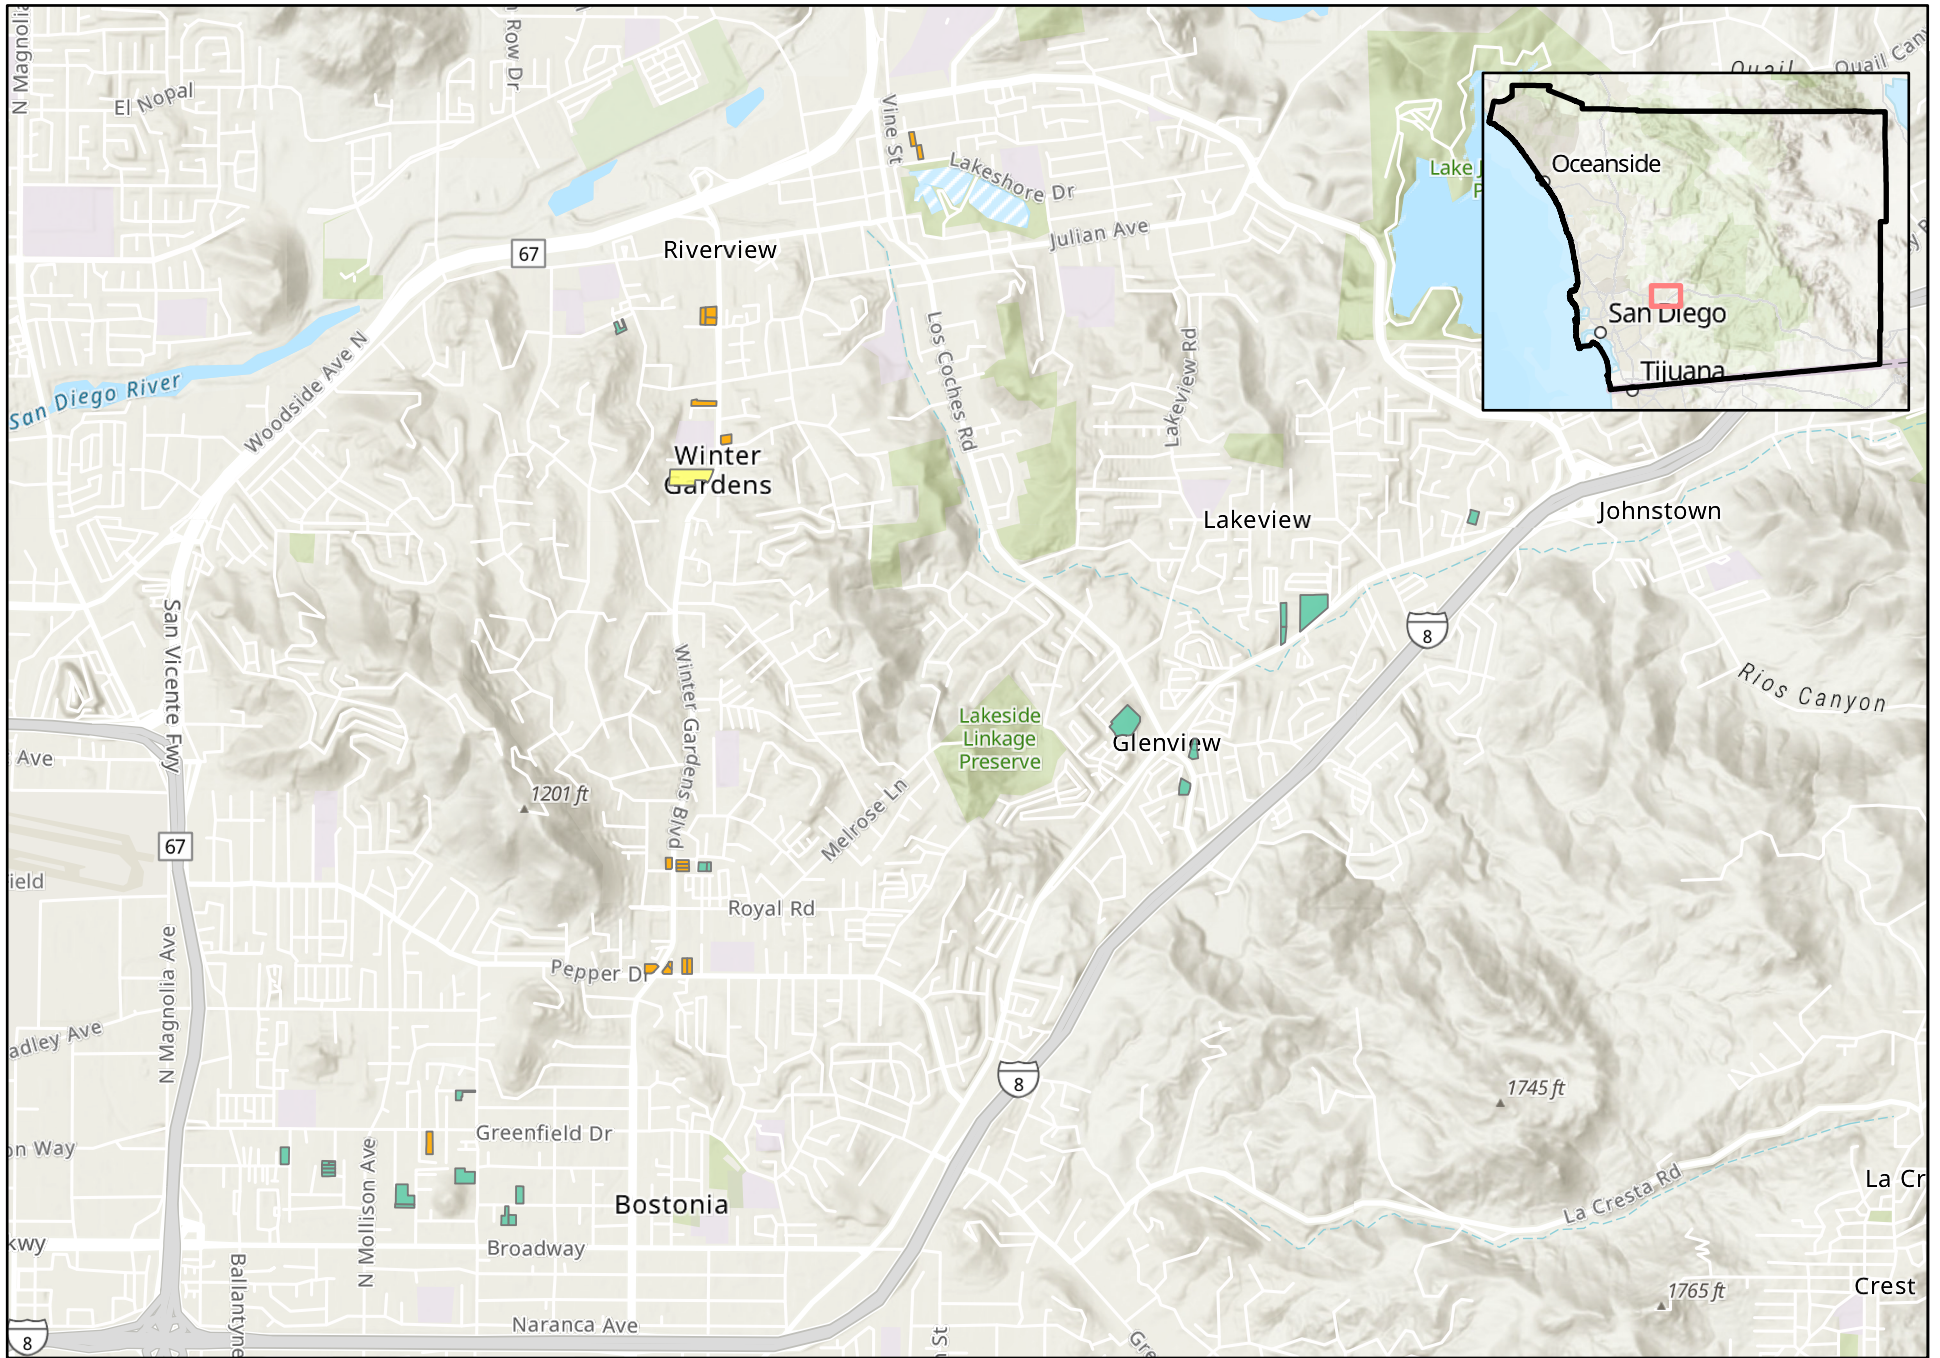 N Magnolia
Row Dr
El Nopal
Vine St
Lakeshore Dr
Julian Ave
Quail
Quail
Lake
Oceanside
San Diego
Tijuana
67
Riverview
San Diego River
Woodside Ave N
Los Coches Rd
Lakeview Rd
Winter
Gardens
Lakeview
Johnstown
8
San Vicente Fwy
Winter Gardens Blvd
Rios Canyon
Lakeside
Linkage
Preserve
Glenview
Ave
1201 ft
Melrose Ln
67
ield
Royal Rd
Pepper Dr
N Magnolia Ave
adley Ave
8
1745 ft
Greenfield Dr
on Way
N Mollison Ave
Bostonia
La Cresta Rd
La Cr
kwy
Broadway
Ballantyne
Crest
1765 ft
Naranca Ave
8
Gre